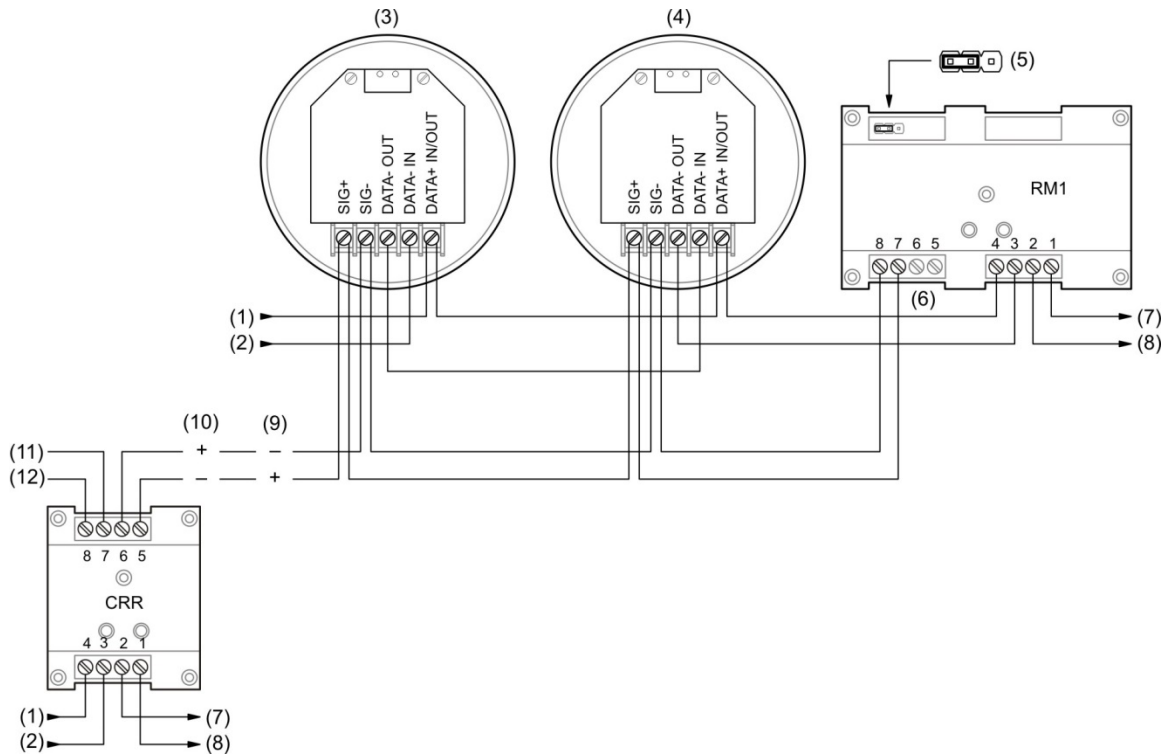 (3)
(4)
(5)
SIG+
SIG-
DATA- OUT
DATA- IN
DATA+ IN/OUT
SIG+
SIG-
DATA- OUT
DATA- IN
DATA+ IN/OUT
RM1
8 7 6 5
4 3 2 1
(6)
(1)
(2)
(7)
(8)
(10)
(9)
(11)
+
–
(12)
–
+
8 7 6 5
CRR
4 3 2 1
(1)
(7)
(2)
(8)